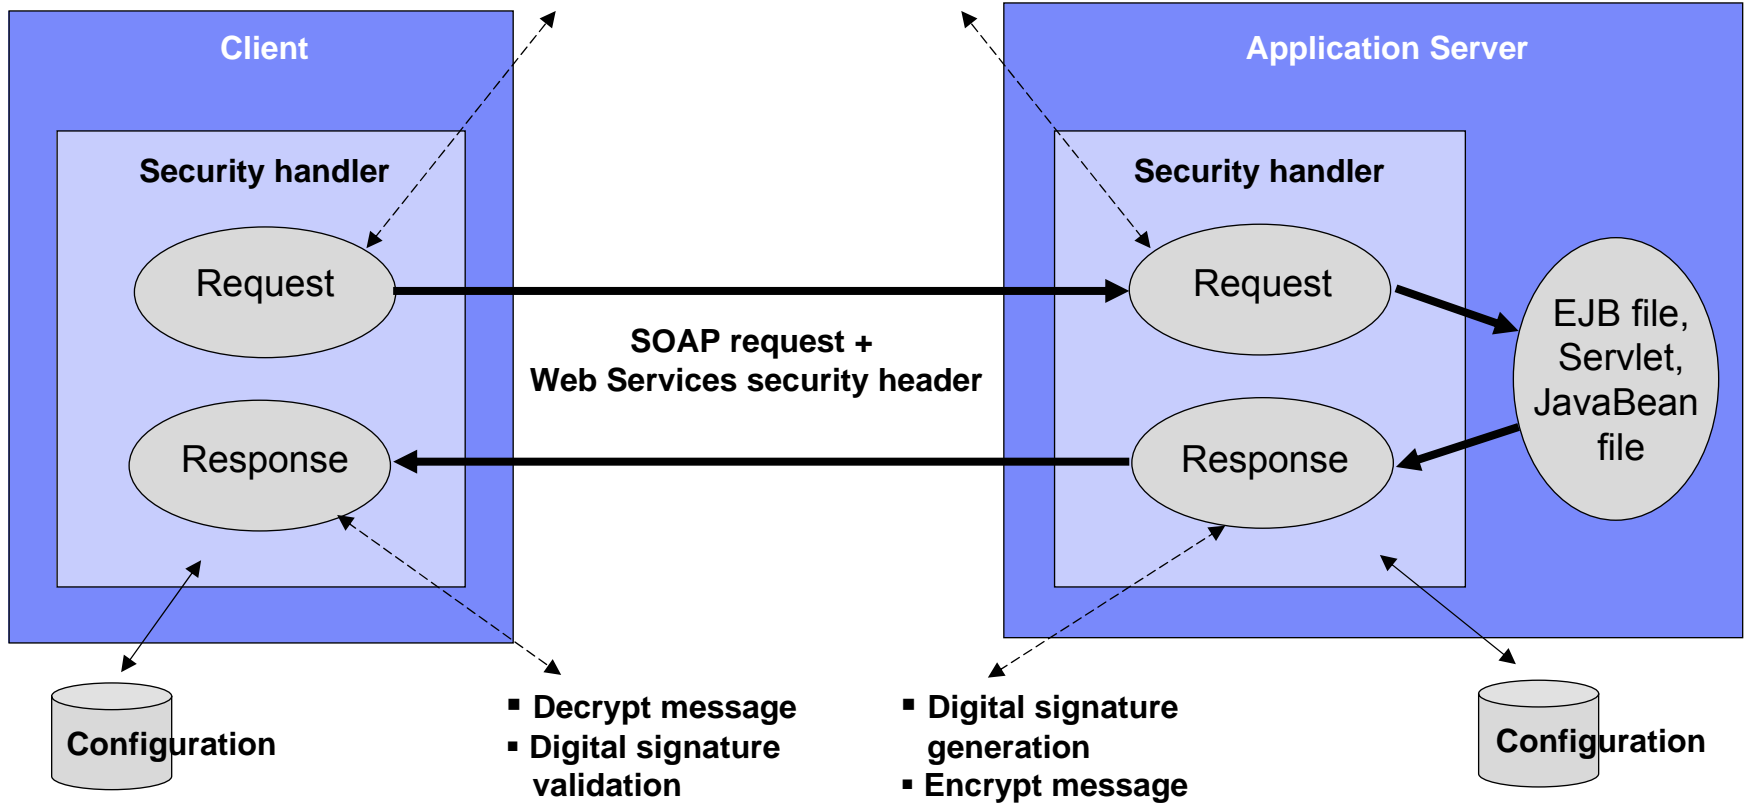 Client
Application Server
Security handler
Security handler
Request
Request
EJB file,
Servlet,
JavaBean
file
SOAP request +
Web Services security header
Response
Response
Configuration
▪ Decrypt message
▪ Digital signature
validation
▪ Digital signature
generation
▪ Encrypt message
Configuration